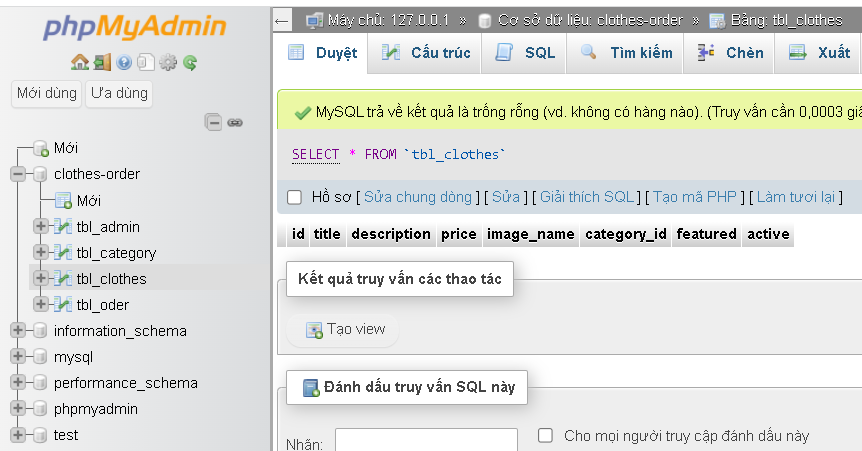 phpMyAdmin
Mới dùng Ưa dùng
Mới
clothes-order
Mới
tbl_admin
tbl_category
tbl_clothes
tbl_oder
information_schema
mysql
performance_schema
phpmyadmin
test
Máy chủ: 127.0.0.1 » Cơ sở dữ liệu: clothes-order » Bảng: tbl_clothes
Duyệt Cấu trúc SQL Tìm kiếm Chèn Xuất
MySQL trả về kết quả là trống rỗng (vd. không có hàng nào). (Truy vấn cần 0,0003 giâ
SELECT * FROM `tbl_clothes`
Hồ sơ [ Sửa chung dòng ] [ Sửa ] [ Giải thích SQL ] [ Tạo mã PHP ] [ Làm tươi lại ]
id title description price image_name category_id featured active
Kết quả truy vấn các thao tác
Tạo view
Đánh dấu truy vấn SQL này
Nhãn: Cho mọi người truy cập đánh dấu này